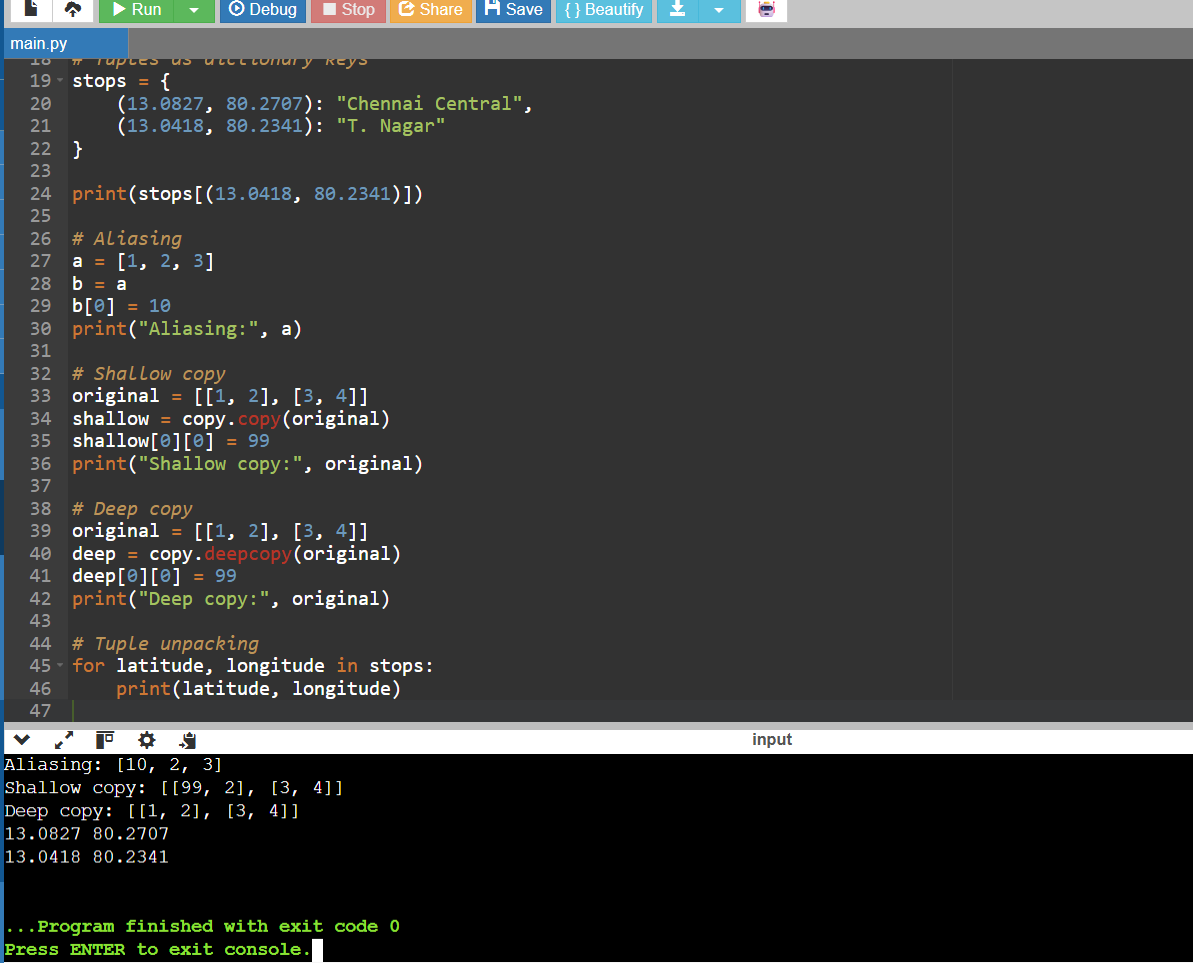 Run Debug Stop Share Save { } Beautify
main.py
18 # Tuples as dictionary keys
19 stops = {
20     (13.0827, 80.2707): "Chennai Central",
21     (13.0418, 80.2341): "T. Nagar"
22 }
23
24 print(stops[(13.0418, 80.2341)])
25
26 # Aliasing
27 a = [1, 2, 3]
28 b = a
29 b[0] = 10
30 print("Aliasing:", a)
31
32 # Shallow copy
33 original = [[1, 2], [3, 4]]
34 shallow = copy.copy(original)
35 shallow[0][0] = 99
36 print("Shallow copy:", original)
37
38 # Deep copy
39 original = [[1, 2], [3, 4]]
40 deep = copy.deepcopy(original)
41 deep[0][0] = 99
42 print("Deep copy:", original)
43
44 # Tuple unpacking
45 for latitude, longitude in stops:
46     print(latitude, longitude)
47
input
Aliasing: [10, 2, 3]
Shallow copy: [[99, 2], [3, 4]]
Deep copy: [[1, 2], [3, 4]]
13.0827 80.2707
13.0418 80.2341
...Program finished with exit code 0
Press ENTER to exit console.